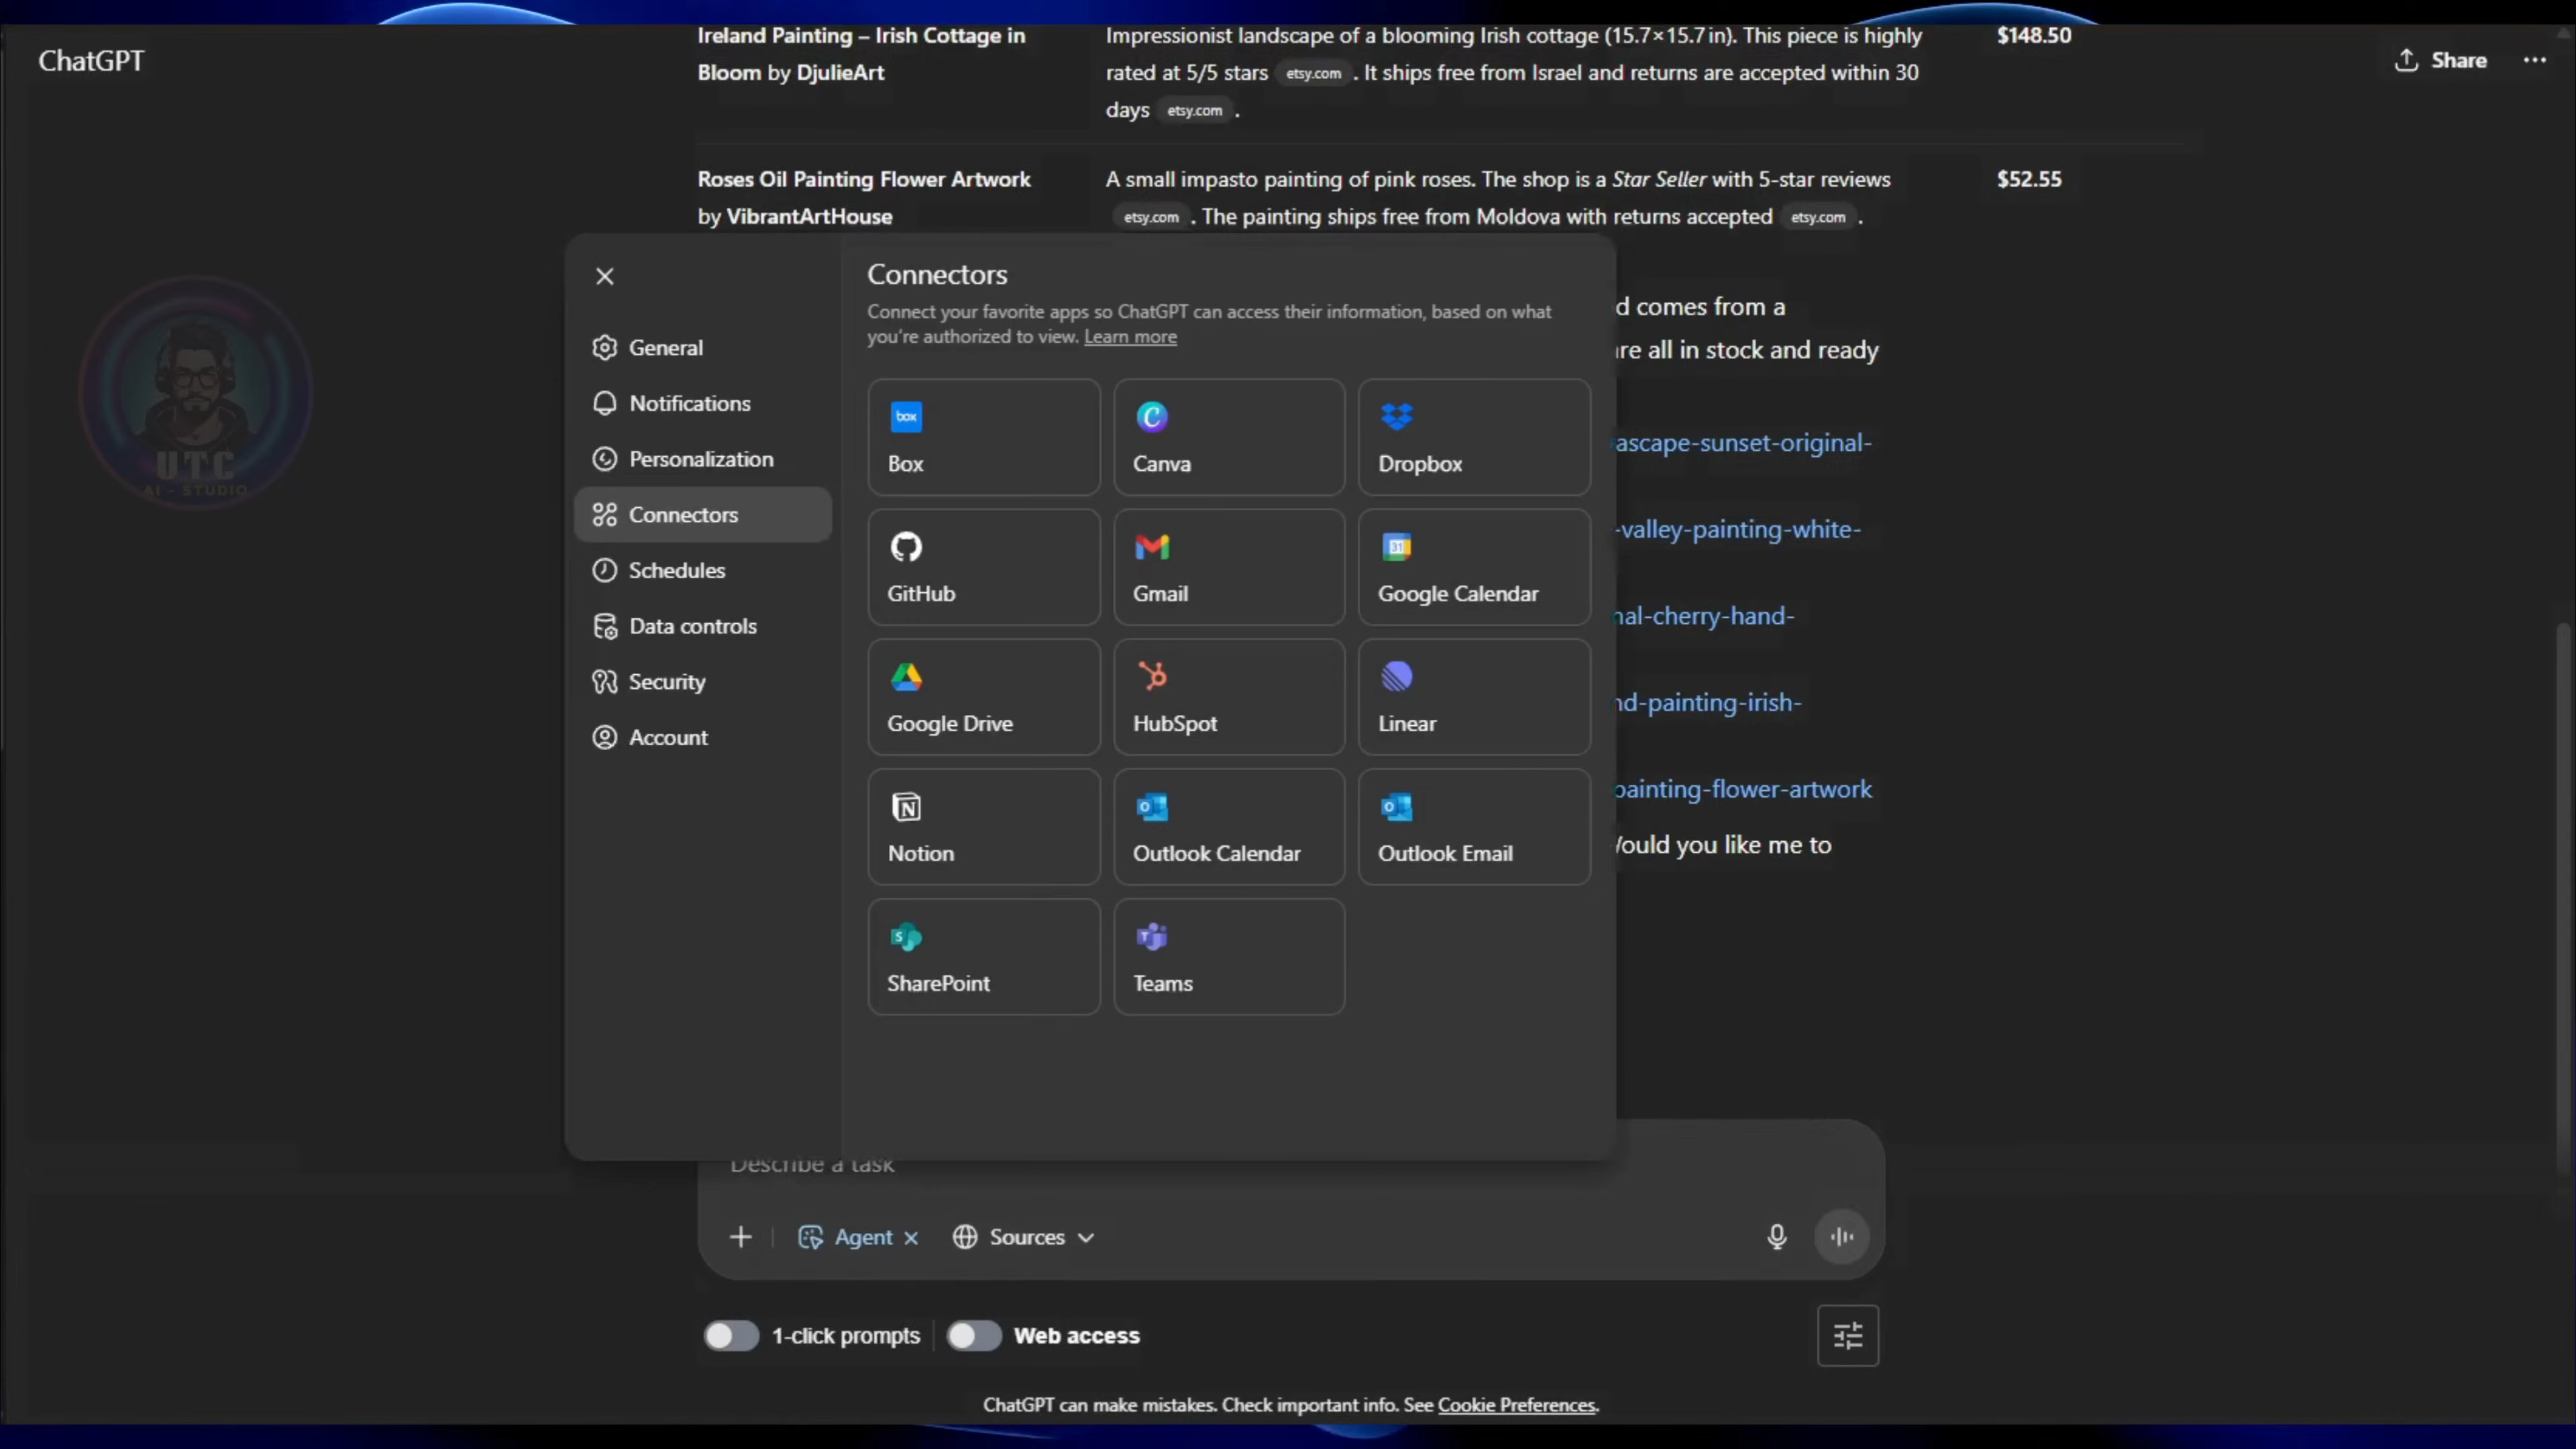 ChatGPT
Share
Ireland Painting – Irish Cottage in
Bloom by DjulieArt
Impressionist landscape of a blooming Irish cottage (15.7×15.7 in). This piece is highly
rated at 5/5 stars etsy.com . It ships free from Israel and returns are accepted within 30
days etsy.com .
$148.50
Roses Oil Painting Flower Artwork
by VibrantArtHouse
A small impasto painting of pink roses. The shop is a Star Seller with 5-star reviews
etsy.com . The painting ships free from Moldova with returns accepted etsy.com .
$52.55
UTC
AI - STUDIO
General
Notifications
Personalization
Connectors
Schedules
Data controls
Security
Account
Connectors
Connect your favorite apps so ChatGPT can access their information, based on what
you're authorized to view. Learn more
box
Box
Canva
Dropbox
GitHub
Gmail
31
Google Calendar
Google Drive
HubSpot
Linear
Notion
Outlook Calendar
Outlook Email
SharePoint
Teams
d comes from a
re all in stock and ready
ascape-sunset-original-
-valley-painting-white-
al-cherry-hand-
nd-painting-irish-
painting-flower-artwork
ould you like me to
Describe a task
Agent
Sources
1-click prompts
Web access
ChatGPT can make mistakes. Check important info. See Cookie Preferences.